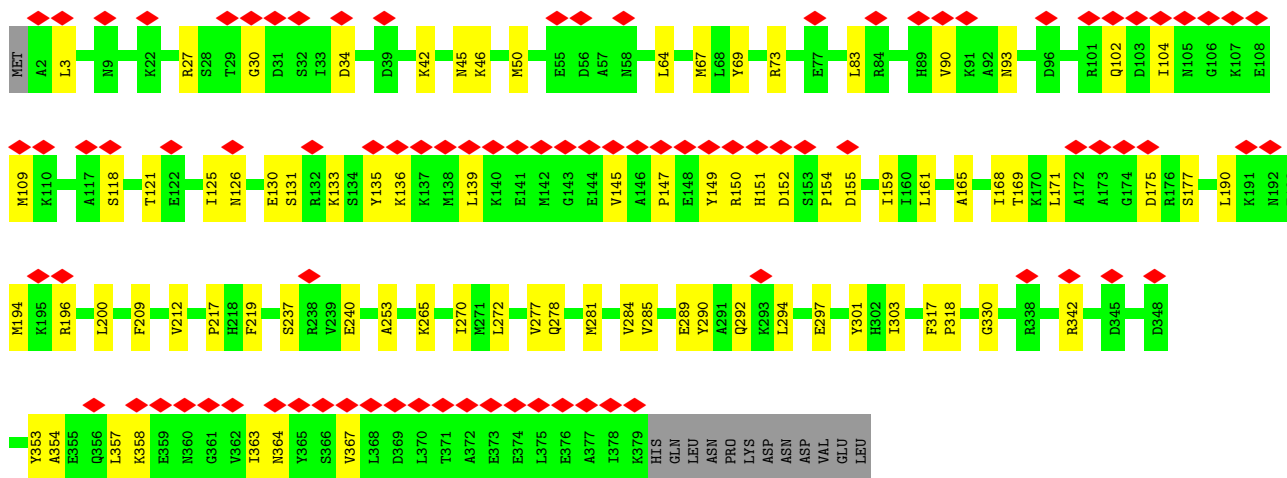 MET A2 L3 N9 K22 R27 S28 T29 G30 D31 S32 I33 D34 D39 K42 N45 K46 M50 E55 D56 A57 N58 L64 M67 L68 Y69 R73 E77 L83 R84 H89 V90 K91 A92 N93 D96 R101 Q102 D103 I104 N105 G106 K107 E108
M109 K110 A117 S118 T121 E122 I125 N126 E130 S131 R132 K133 S134 Y135 K136 K137 M138 L139 K140 E141 M142 G143 E144 V145 A146 P147 E148 Y149 R150 H151 D152 S153 P154 D155 I159 I160 L161 A165 I168 T169 K170 L171 A172 A173 G174 D175 R176 S177 L190 K191 N192
M194 K195 R196 L200 F209 V212 P217 H218 F219 S237 R238 V239 E240 A253 K265 I270 M271 L272 V277 Q278 M281 V284 V285 E289 Y290 A291 Q292 K293 L294 E297 Y301 H302 I303 F317 P318 G330 R338 R342 D345 D348
Y353 A354 E355 Q356 L357 K358 E359 N360 G361 V362 I363 N364 Y365 S366 V367 L368 D369 L370 T371 A372 E373 E374 L375 E376 A377 I378 K379 HIS GLN LEU ASN PRO LYS ASP ASN ASP VAL GLU LEU